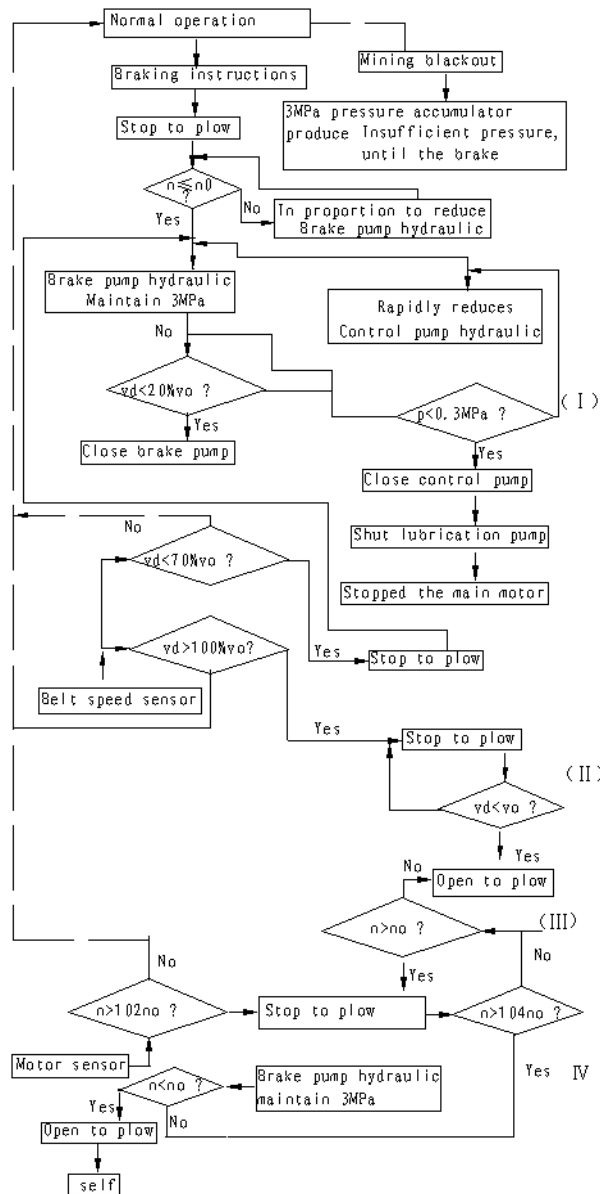 Normal operation
Braking instructions
Mining blackout
Stop to plow
3MPa pressure accumulator
produce Insufficient pressure,
until the brake
n≤n0
?
No
Yes
In proportion to reduce
Brake pump hydraulic
Brake pump hydraulic
Maintain 3MPa
Rapidly reduces
Control pump hydraulic
No
vd<20%vo ?
p<0.3MPa ?
(I)
Yes
Yes
Close brake pump
Close control pump
No
Shut lubrication pump
vd<70%vo ?
Stopped the main motor
vd>100%vo?
Yes
Stop to plow
Belt speed sensor
Yes
Stop to plow
(II)
vd<vo ?
Yes
No
Open to plow
n>no ?
(III)
No
No
Yes
n>102no ?
Stop to plow
n>104no ?
Motor sensor
n<no ?
Brake pump hydraulic
maintain 3MPa
Yes
IV
Yes
No
Open to plow
self